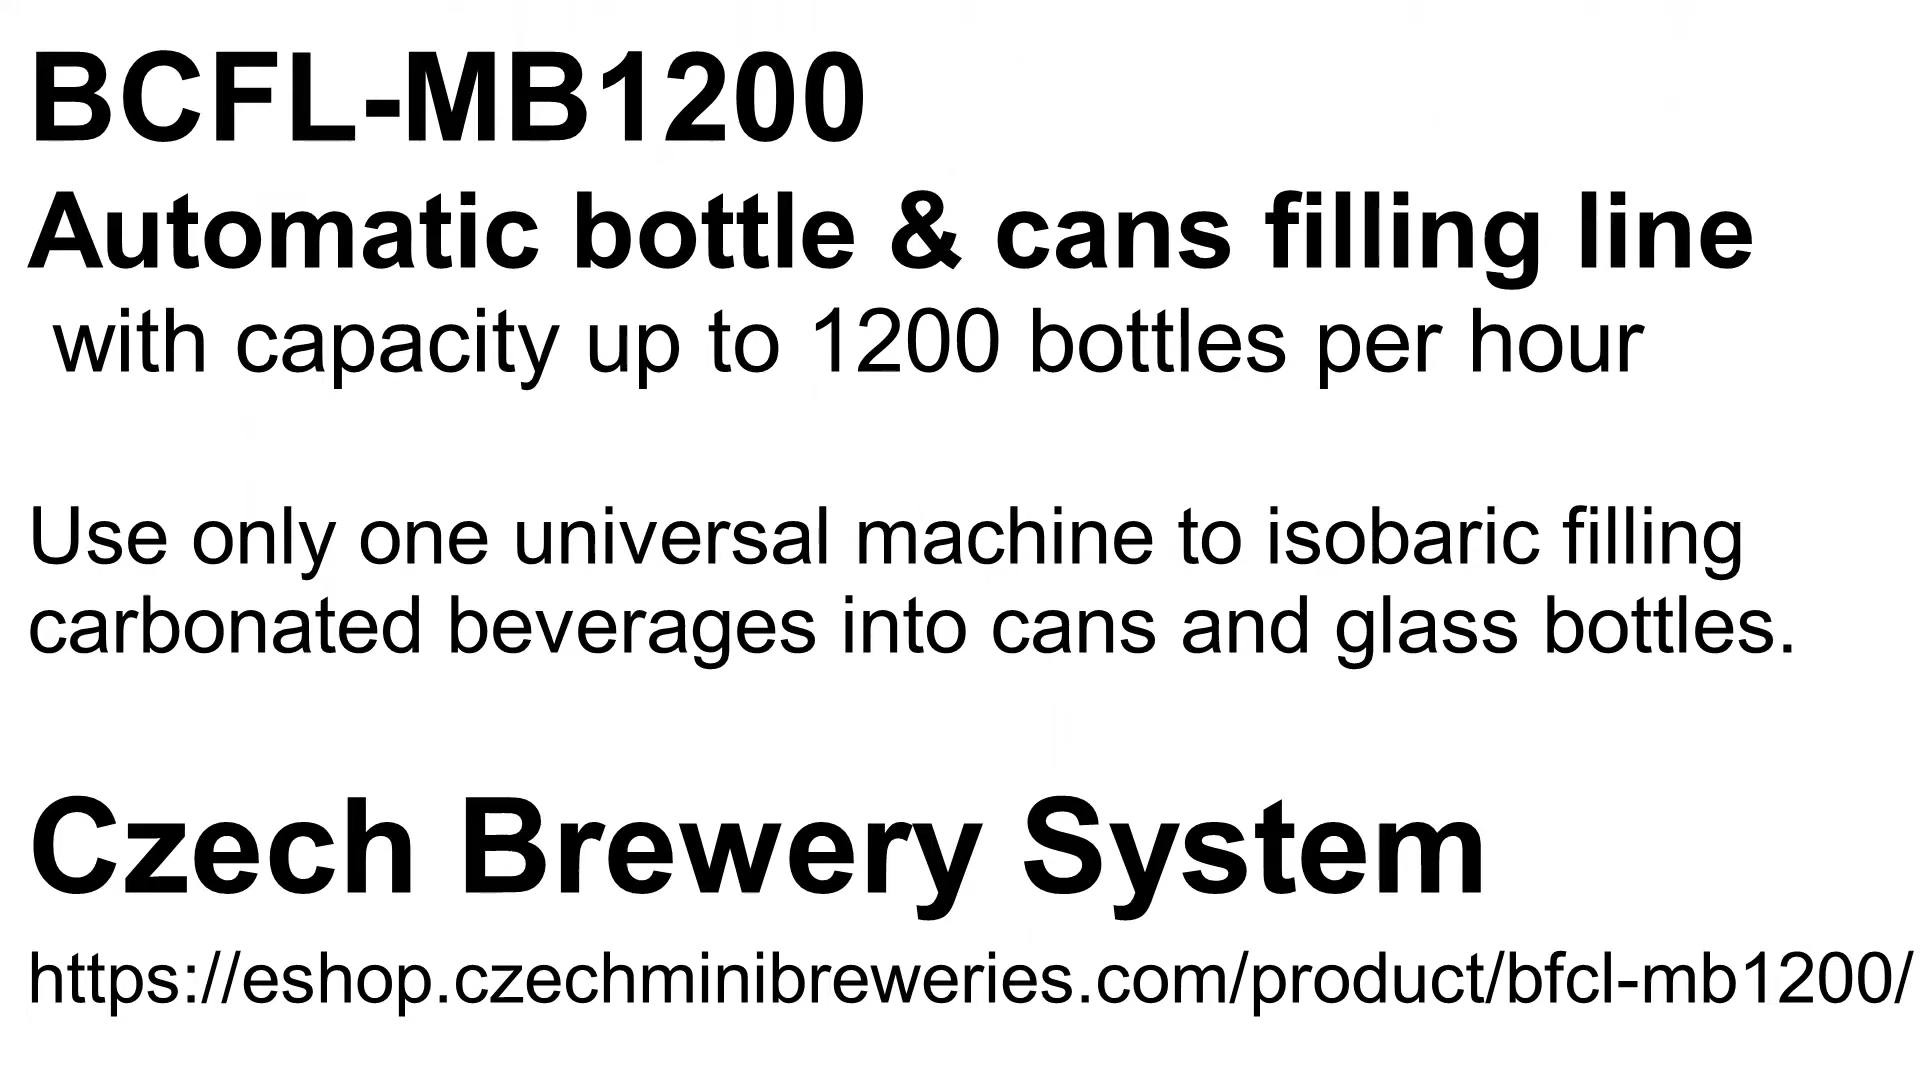 BCFL-MB1200
Automatic bottle & cans filling line
with capacity up to 1200 bottles per hour
Use only one universal machine to isobaric filling
carbonated beverages into cans and glass bottles.
Czech Brewery System
https://eshop.czechminibreweries.com/product/bfcl-mb1200/